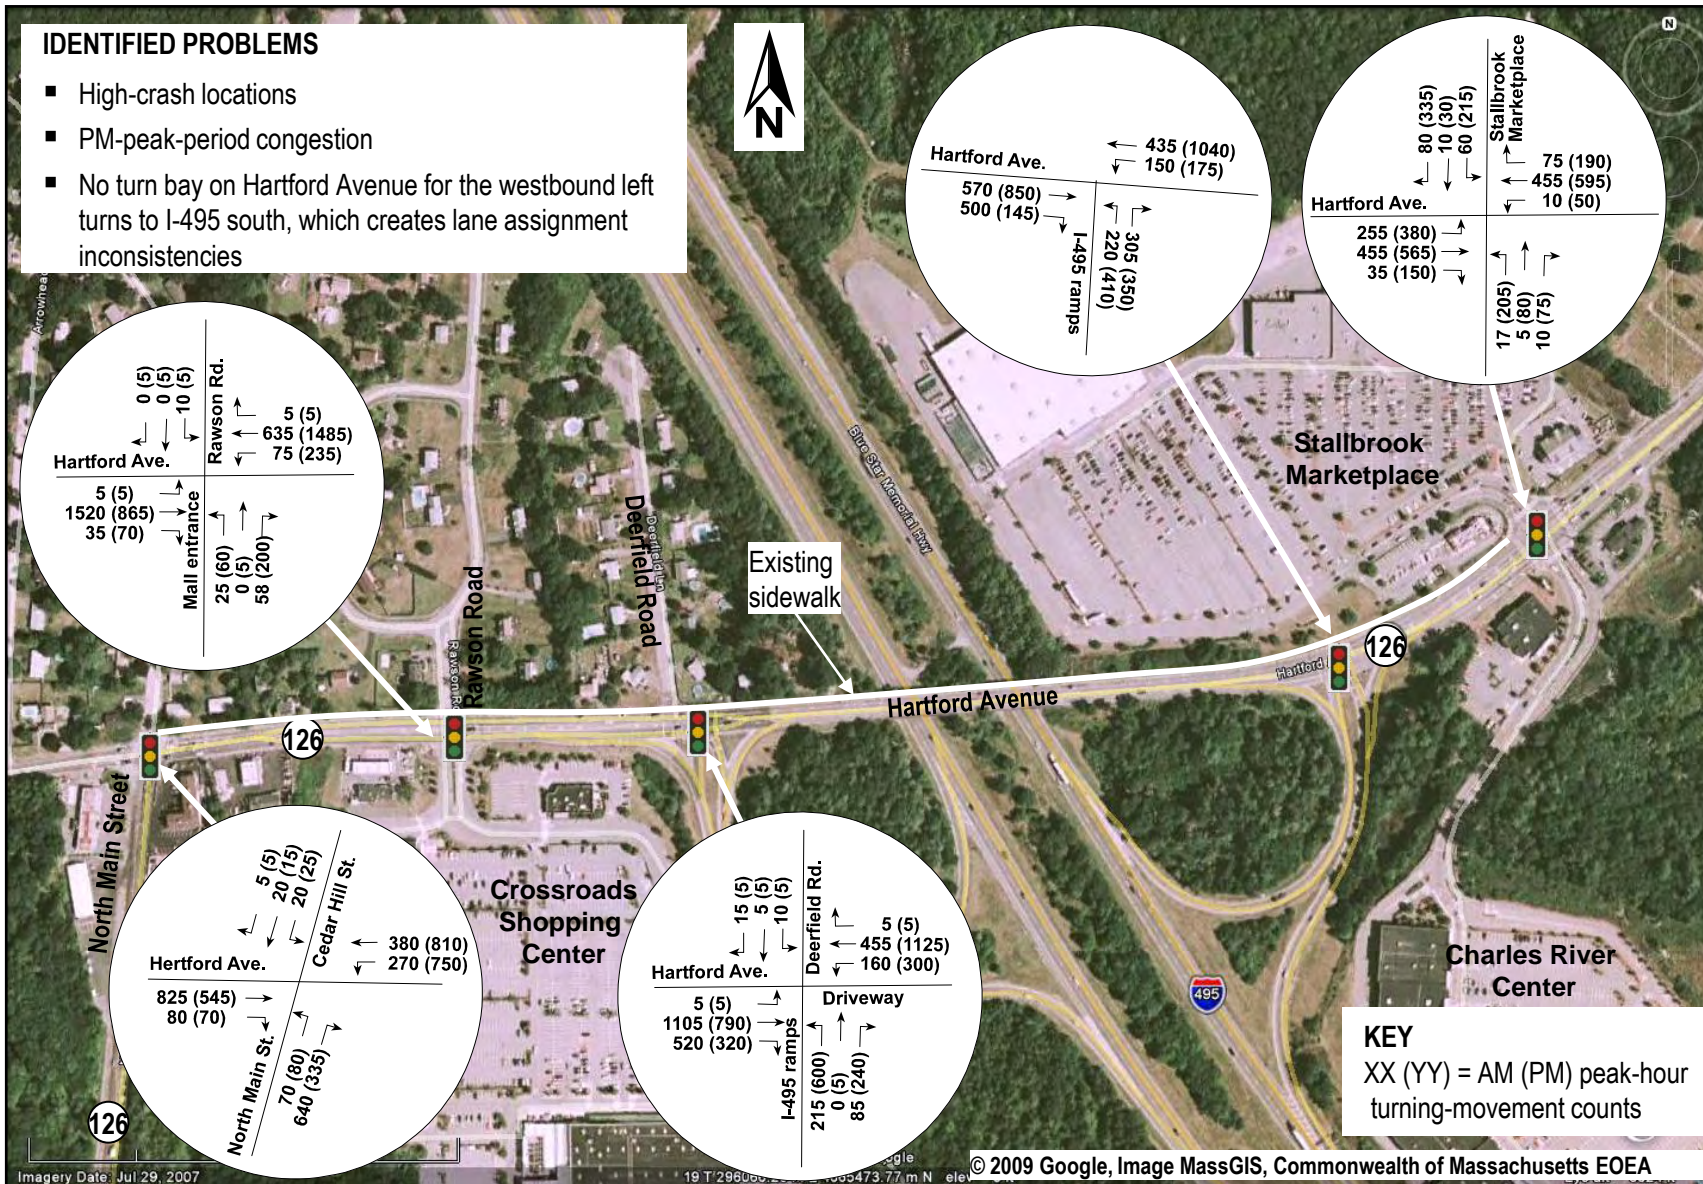 IDENTIFIED PROBLEMS
■ High-crash locations
■ PM-peak-period congestion
■ No turn bay on Hartford Avenue for the westbound left
turns to I-495 south, which creates lane assignment
inconsistencies
N
Hartford Ave.
435 (1040)
150 (175)
570 (850)
500 (145)
I-495 ramps
220 (410)
305 (350)
N
80 (335)
10 (30)
60 (215)
Stallbrook
Marketplace
75 (190)
455 (595)
10 (50)
Hartford Ave.
255 (380)
455 (565)
35 (150)
17 (205)
5 (80)
10 (75)
0 (5)
0 (5)
10 (5)
Rawson Rd.
5 (5)
635 (1485)
75 (235)
Hartford Ave.
5 (5)
1520 (865)
35 (70)
Mall entrance
25 (60)
0 (5)
58 (200)
Arrowhead
Blue Star Memorial Hwy
Stallbrook
Marketplace
Deerfield Road
Deerfield Ln
Existing
sidewalk
Rawson Road
Rawson R
126
Hartford
Hartford Avenue
126
North Main Street
5 (5)
20 (15)
20 (25)
Cedar Hill St.
380 (810)
270 (750)
Hertford Ave.
825 (545)
80 (70)
North Main St.
70 (80)
640 (335)
Crossroads
Shopping
Center
15 (5)
5 (5)
10 (5)
Deerfield Rd.
5 (5)
455 (1125)
160 (300)
Hartford Ave.
Driveway
5 (5)
1105 (790)
520 (320)
I-495 ramps
215 (600)
0 (5)
85 (240)
495
Charles River
Center
KEY
XX (YY) = AM (PM) peak-hour
turning-movement counts
126
Imagery Date: Jul 29, 2007
© 2009 Google, Image MassGIS, Commonwealth of Massachusetts EOEA